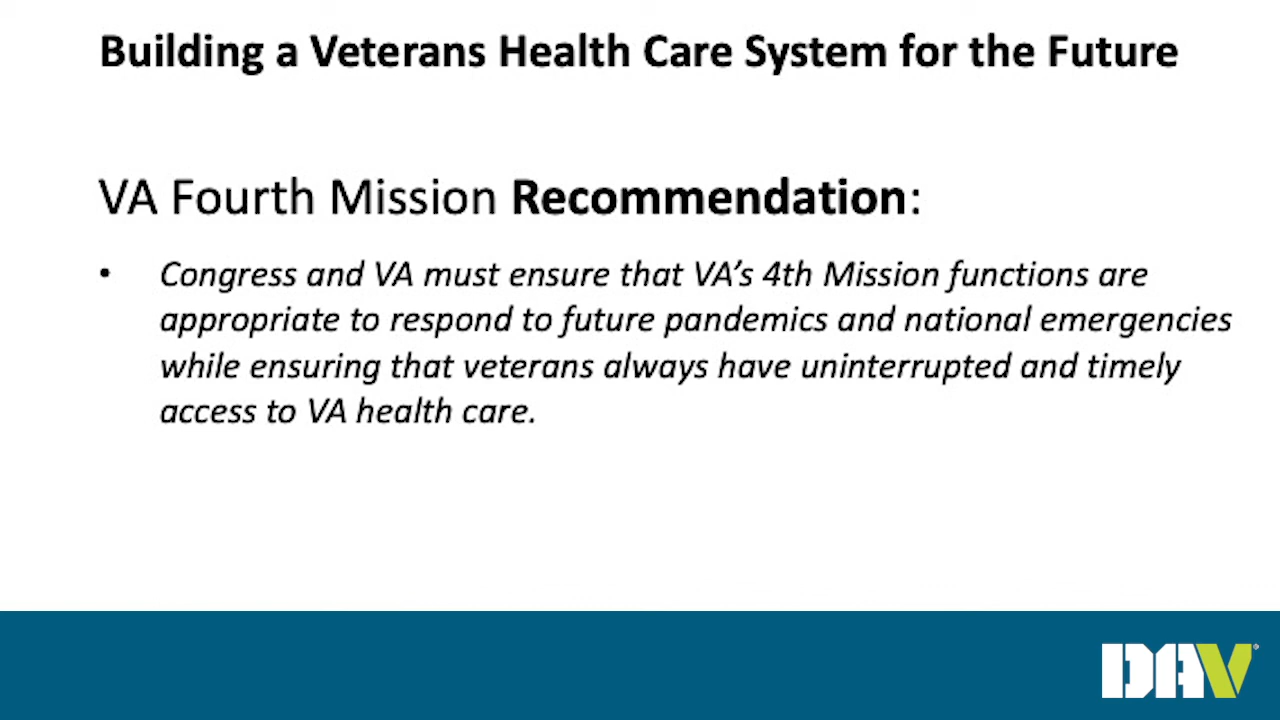 Building a Veterans Health Care System for the Future
VA Fourth Mission Recommendation:
• Congress and VA must ensure that VA’s 4th Mission functions are
appropriate to respond to future pandemics and national emergencies
while ensuring that veterans always have uninterrupted and timely
access to VA health care.
DAV®